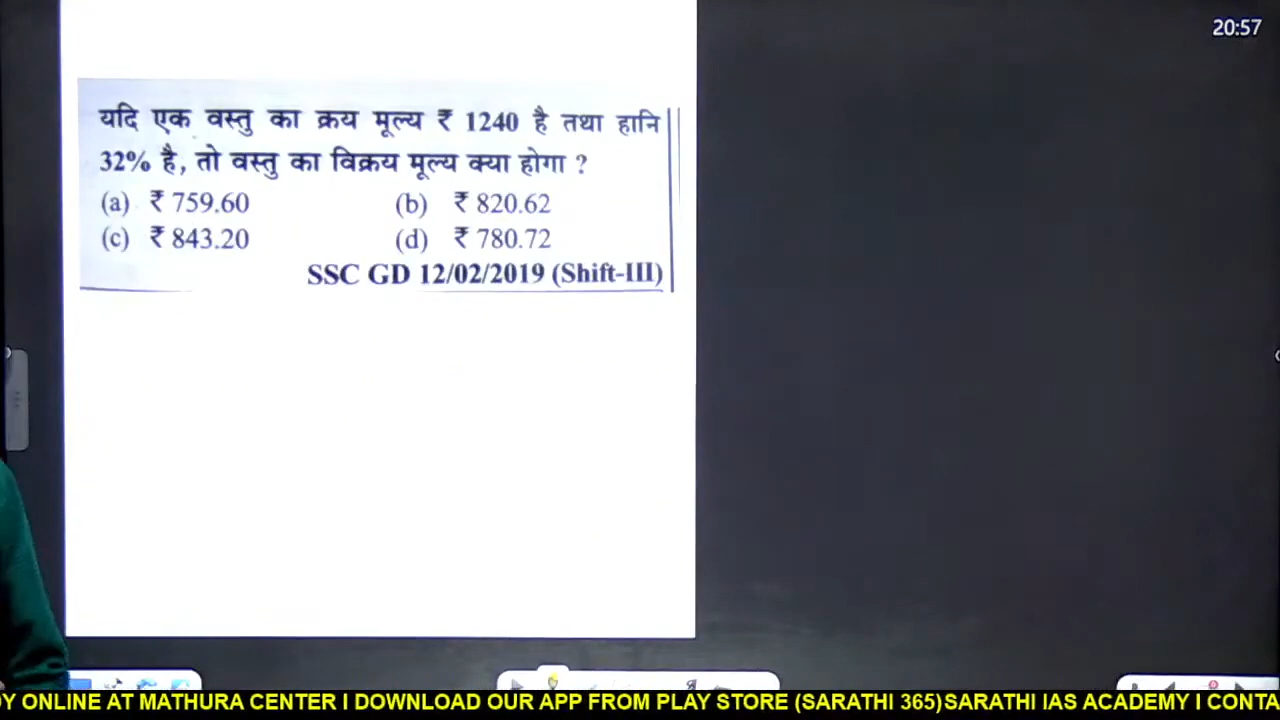 20:57
यदि एक वस्तु का क्रय मूल्य ₹ 1240 है तथा हानि
32% है, तो वस्तु का विक्रय मूल्य क्या होगा ?
(a) ₹ 759.60 (b) ₹ 820.62
(c) ₹ 843.20 (d) ₹ 780.72
SSC GD 12/02/2019 (Shift-III)
Y ONLINE AT MATHURA CENTER I DOWNLOAD OUR APP FROM PLAY STORE (SARATHI 365)SARATHI IAS ACADEMY I CONTA